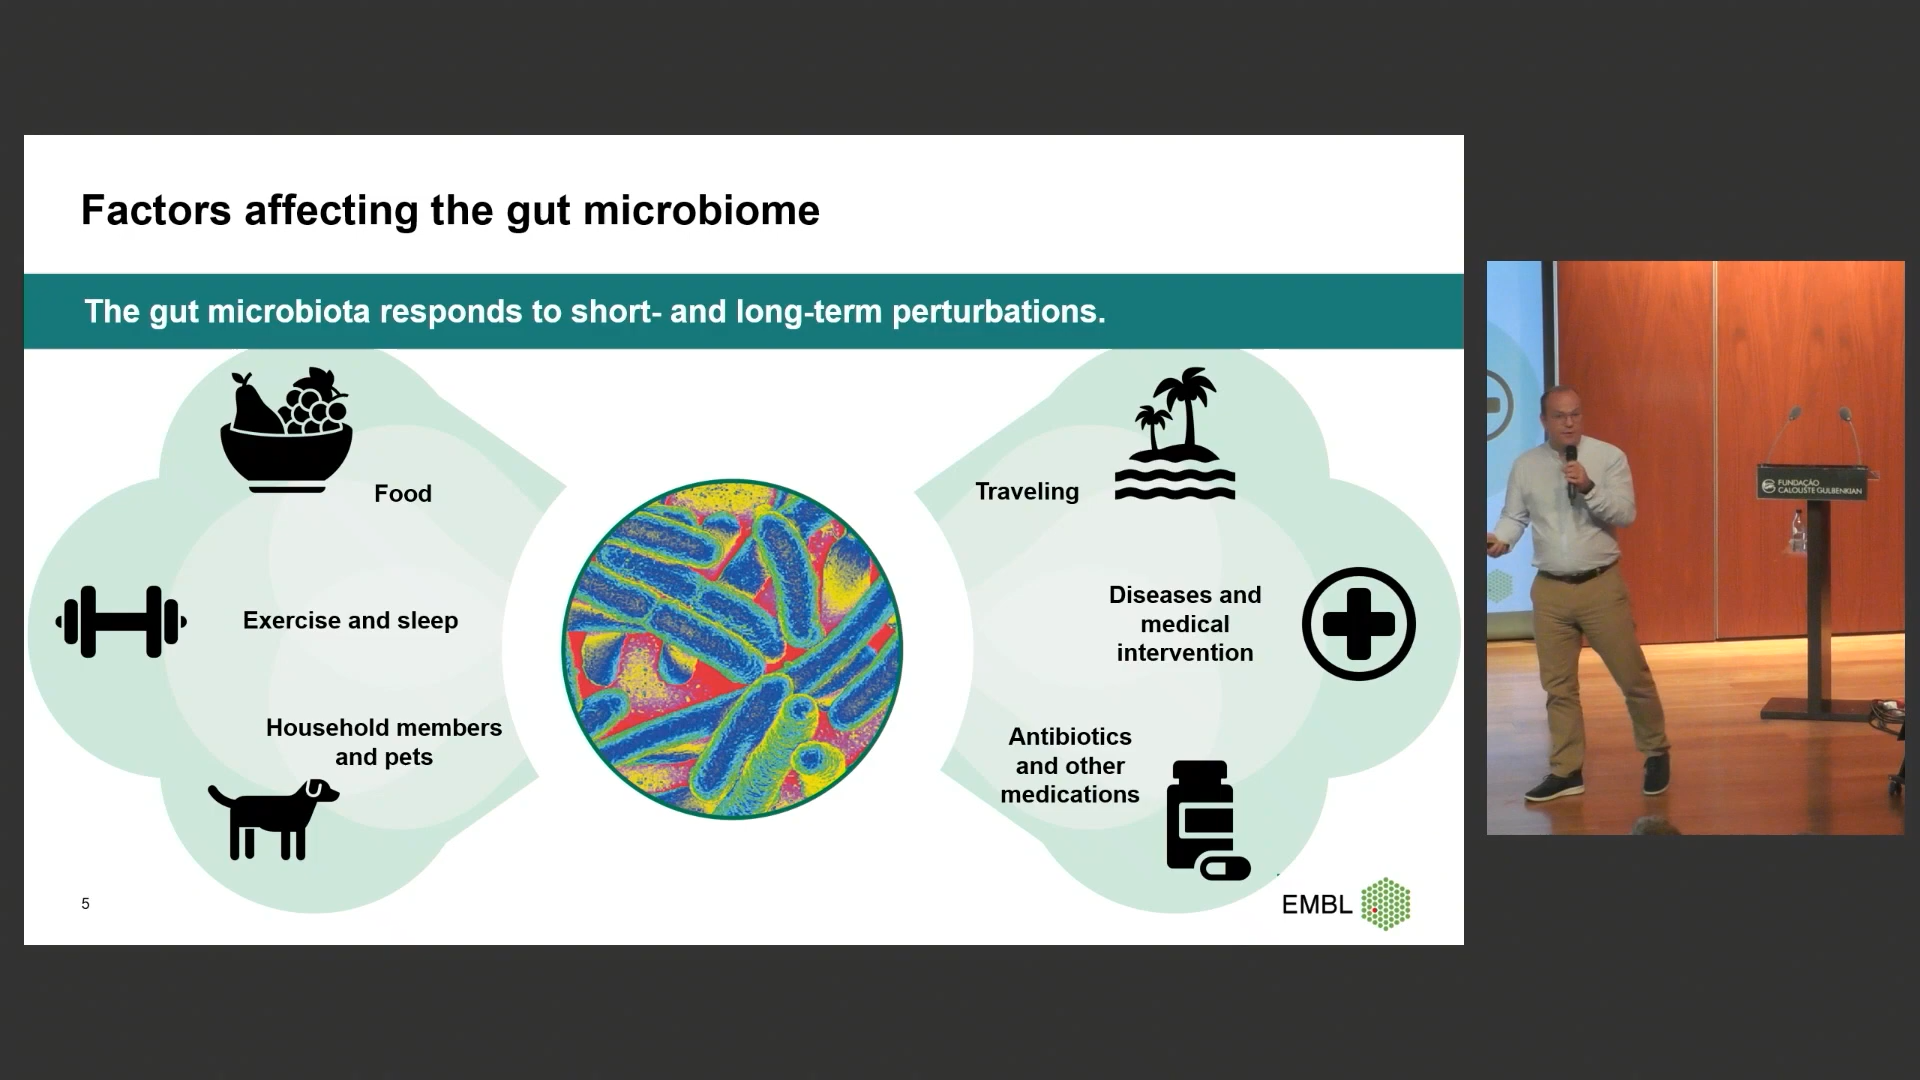 Factors affecting the gut microbiome
The gut microbiota responds to short- and long-term perturbations.
Food
Exercise and sleep
Household members
and pets
Traveling
Diseases and
medical
intervention
Antibiotics
and other
medications
5
EMBL
FUNDAÇÃO
CALOUSTE GULBENKIAN